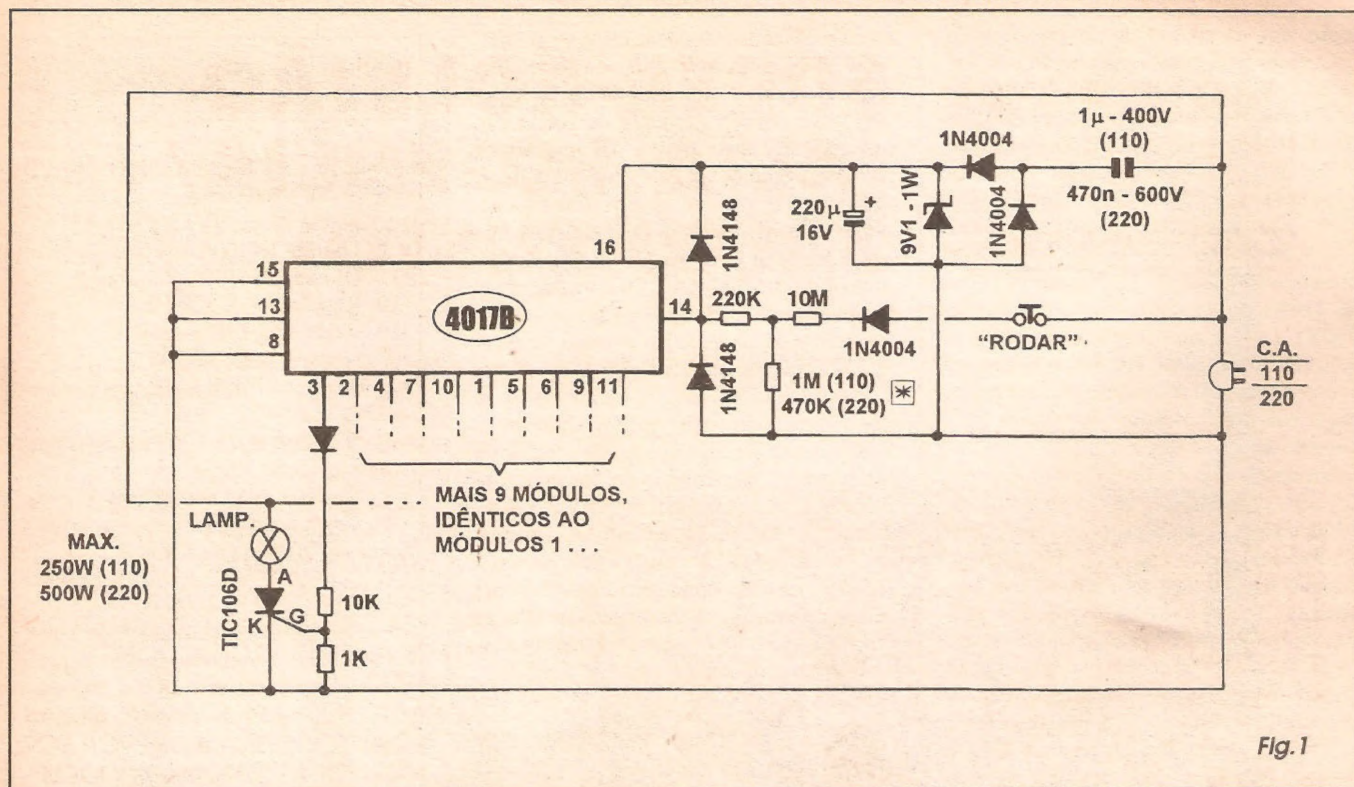 1µ - 400V
(110)
470n - 600V
(220)
1N4004
1N4004
9V1 - 1W
220µ
16V
+
1N4148
1N4148
16
15
13
8
4017B
14
220K
10M
1N4004
"RODAR"
1M (110)
470K (220) *
C.A.
110
220
3 2 4 7 10 1 5 6 9 11
MAIS 9 MÓDULOS,
IDÊNTICOS AO
MÓDULOS 1 . . .
LAMP.
MAX.
250W (110)
500W (220)
TIC106D
A
K
G
10K
1K
Fig.1